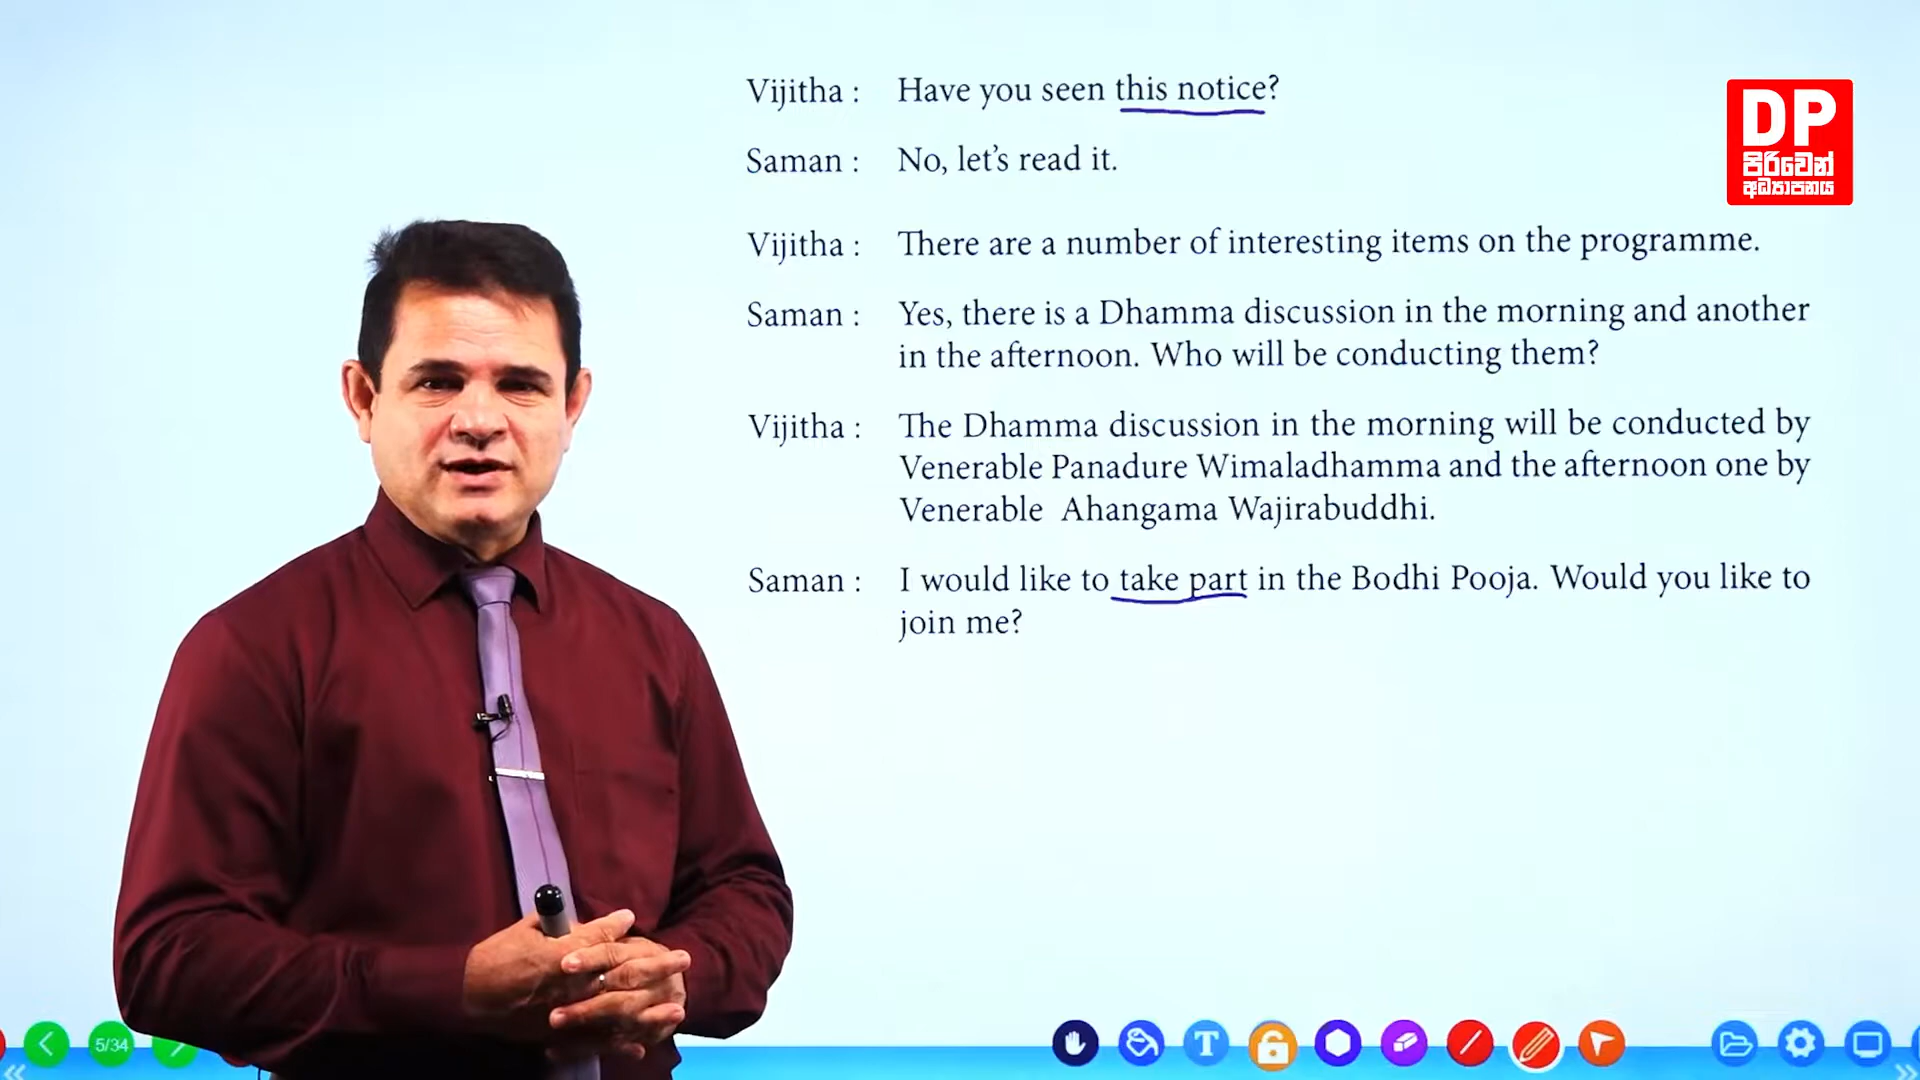 Vijitha : Have you seen this notice?
Saman : No, let's read it.
Vijitha : There are a number of interesting items on the programme.
Saman : Yes, there is a Dhamma discussion in the morning and another
in the afternoon. Who will be conducting them?
Vijitha : The Dhamma discussion in the morning will be conducted by
Venerable Panadure Wimaladhamma and the afternoon one by
Venerable Ahangama Wajirabuddhi.
Saman : I would like to take part in the Bodhi Pooja. Would you like to
join me?
DP
පිරිවෙන්
අධ්‍යාපනය
5/34
T